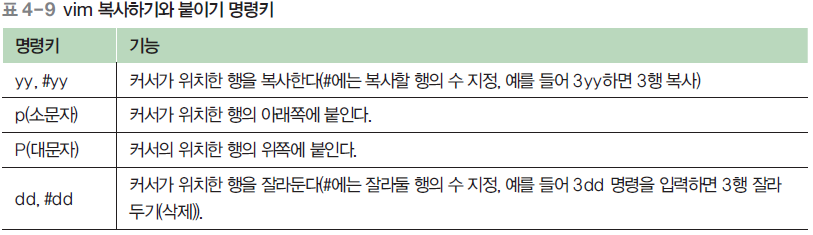 표 4-9 vim 복사하기와 붙이기 명령키
명령키 기능
yy, #yy 커서가 위치한 행을 복사한다(#에는 복사할 행의 수 지정, 예를 들어 3yy하면 3행 복사)
p(소문자) 커서가 위치한 행의 아래쪽에 붙인다.
P(대문자) 커서의 위치한 행의 위쪽에 붙인다.
dd, #dd 커서가 위치한 행을 잘라둔다(#에는 잘라둘 행의 수 지정, 예를 들어 3dd 명령을 입력하면 3행 잘라
두기(삭제)).